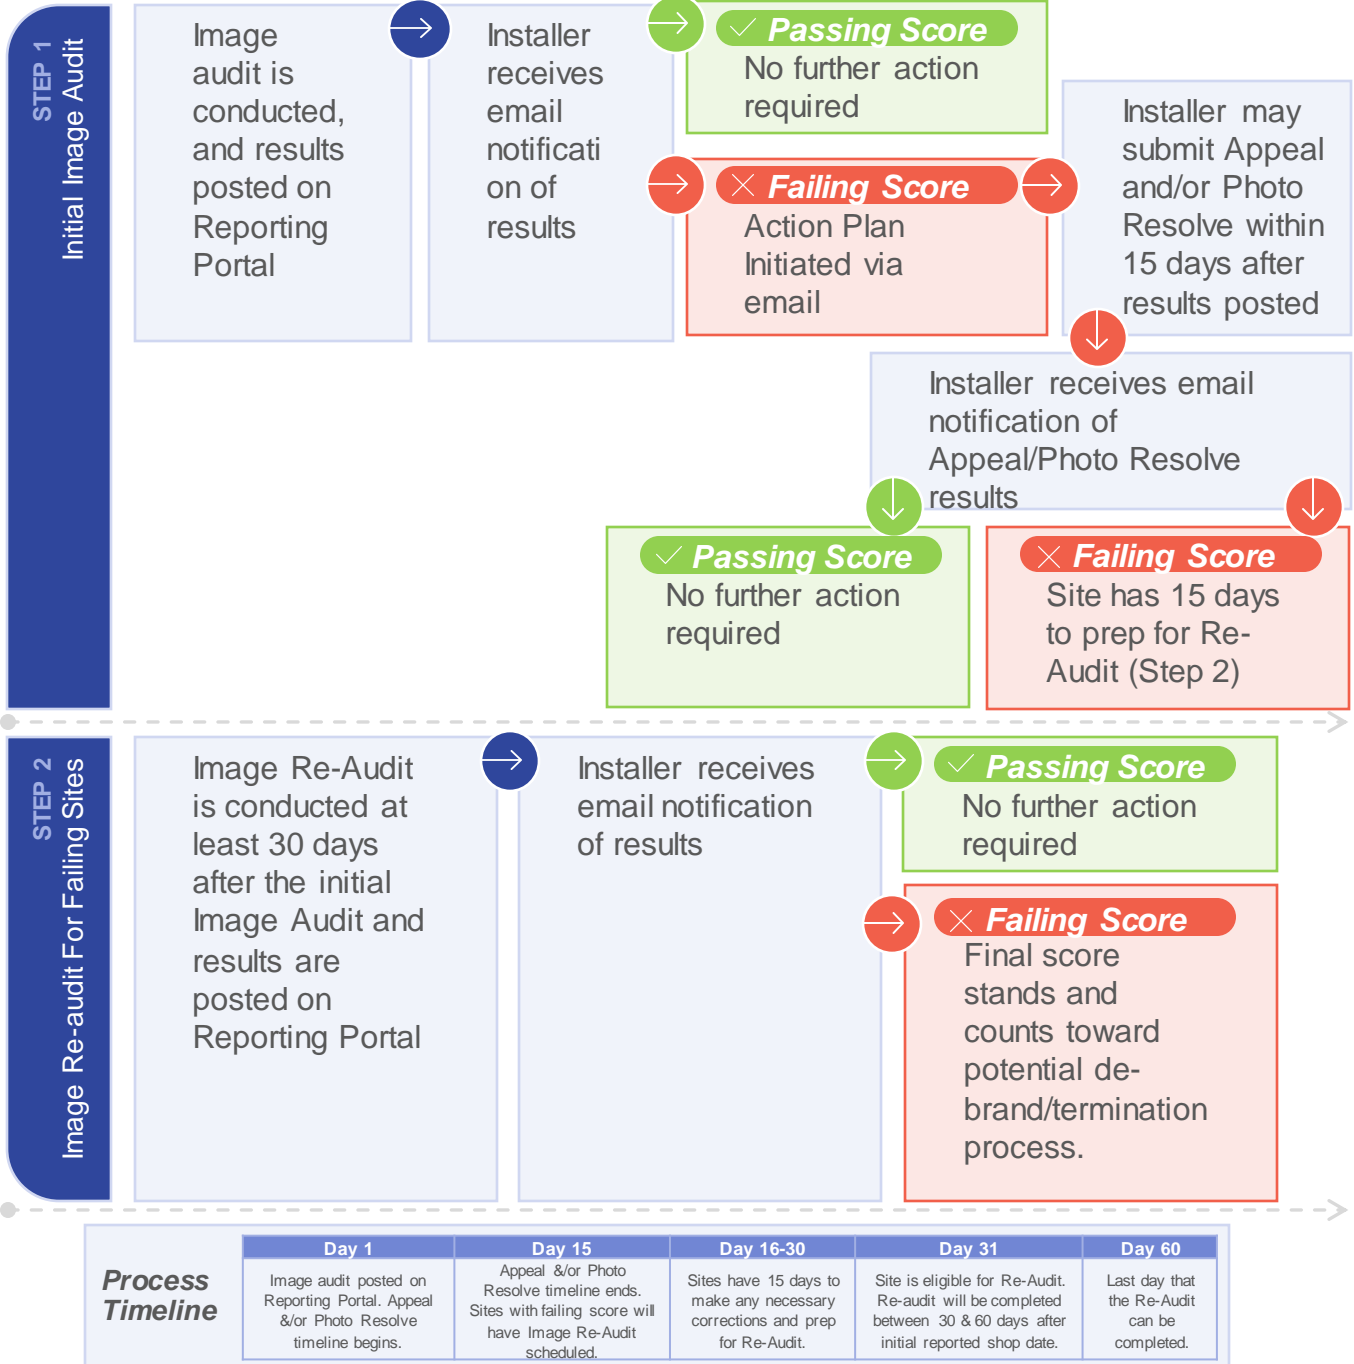 STEP 1
Initial Image Audit
Image
audit is
conducted,
and results
posted on
Reporting
Portal
Installer
receives
email
notificati
on of
results
Passing Score
No further action
required
Failing Score
Action Plan
Initiated via
email
Installer may
submit Appeal
and/or Photo
Resolve within
15 days after
results posted
Installer receives email
notification of
Appeal/Photo Resolve
results
Passing Score
No further action
required
Failing Score
Site has 15 days
to prep for Re-
Audit (Step 2)
STEP 2
Image Re-audit For Failing Sites
Image Re-Audit
is conducted at
least 30 days
after the initial
Image Audit and
results are
posted on
Reporting Portal
Installer receives
email notification
of results
Passing Score
No further action
required
Failing Score
Final score
stands and
counts toward
potential de-
brand/termination
process.
Process
Timeline
Day 1
Image audit posted on
Reporting Portal. Appeal
&/or Photo Resolve
timeline begins.
Day 15
Appeal &/or Photo
Resolve timeline ends.
Sites with failing score will
have Image Re-Audit
scheduled.
Day 16-30
Sites have 15 days to
make any necessary
corrections and prep
for Re-Audit.
Day 31
Site is eligible for Re-Audit.
Re-audit will be completed
between 30 & 60 days after
initial reported shop date.
Day 60
Last day that
the Re-Audit
can be
completed.